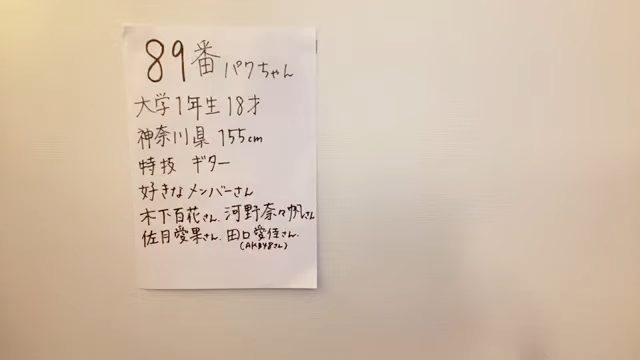 89番 パクちゃん
大学1年生 18才
神奈川県 155cm
特技 ギター
好きなメンバーさん
木下百花さん、河野奈々帆さん
佐月愛果さん、田口愛佳さん
(AKB48さん)